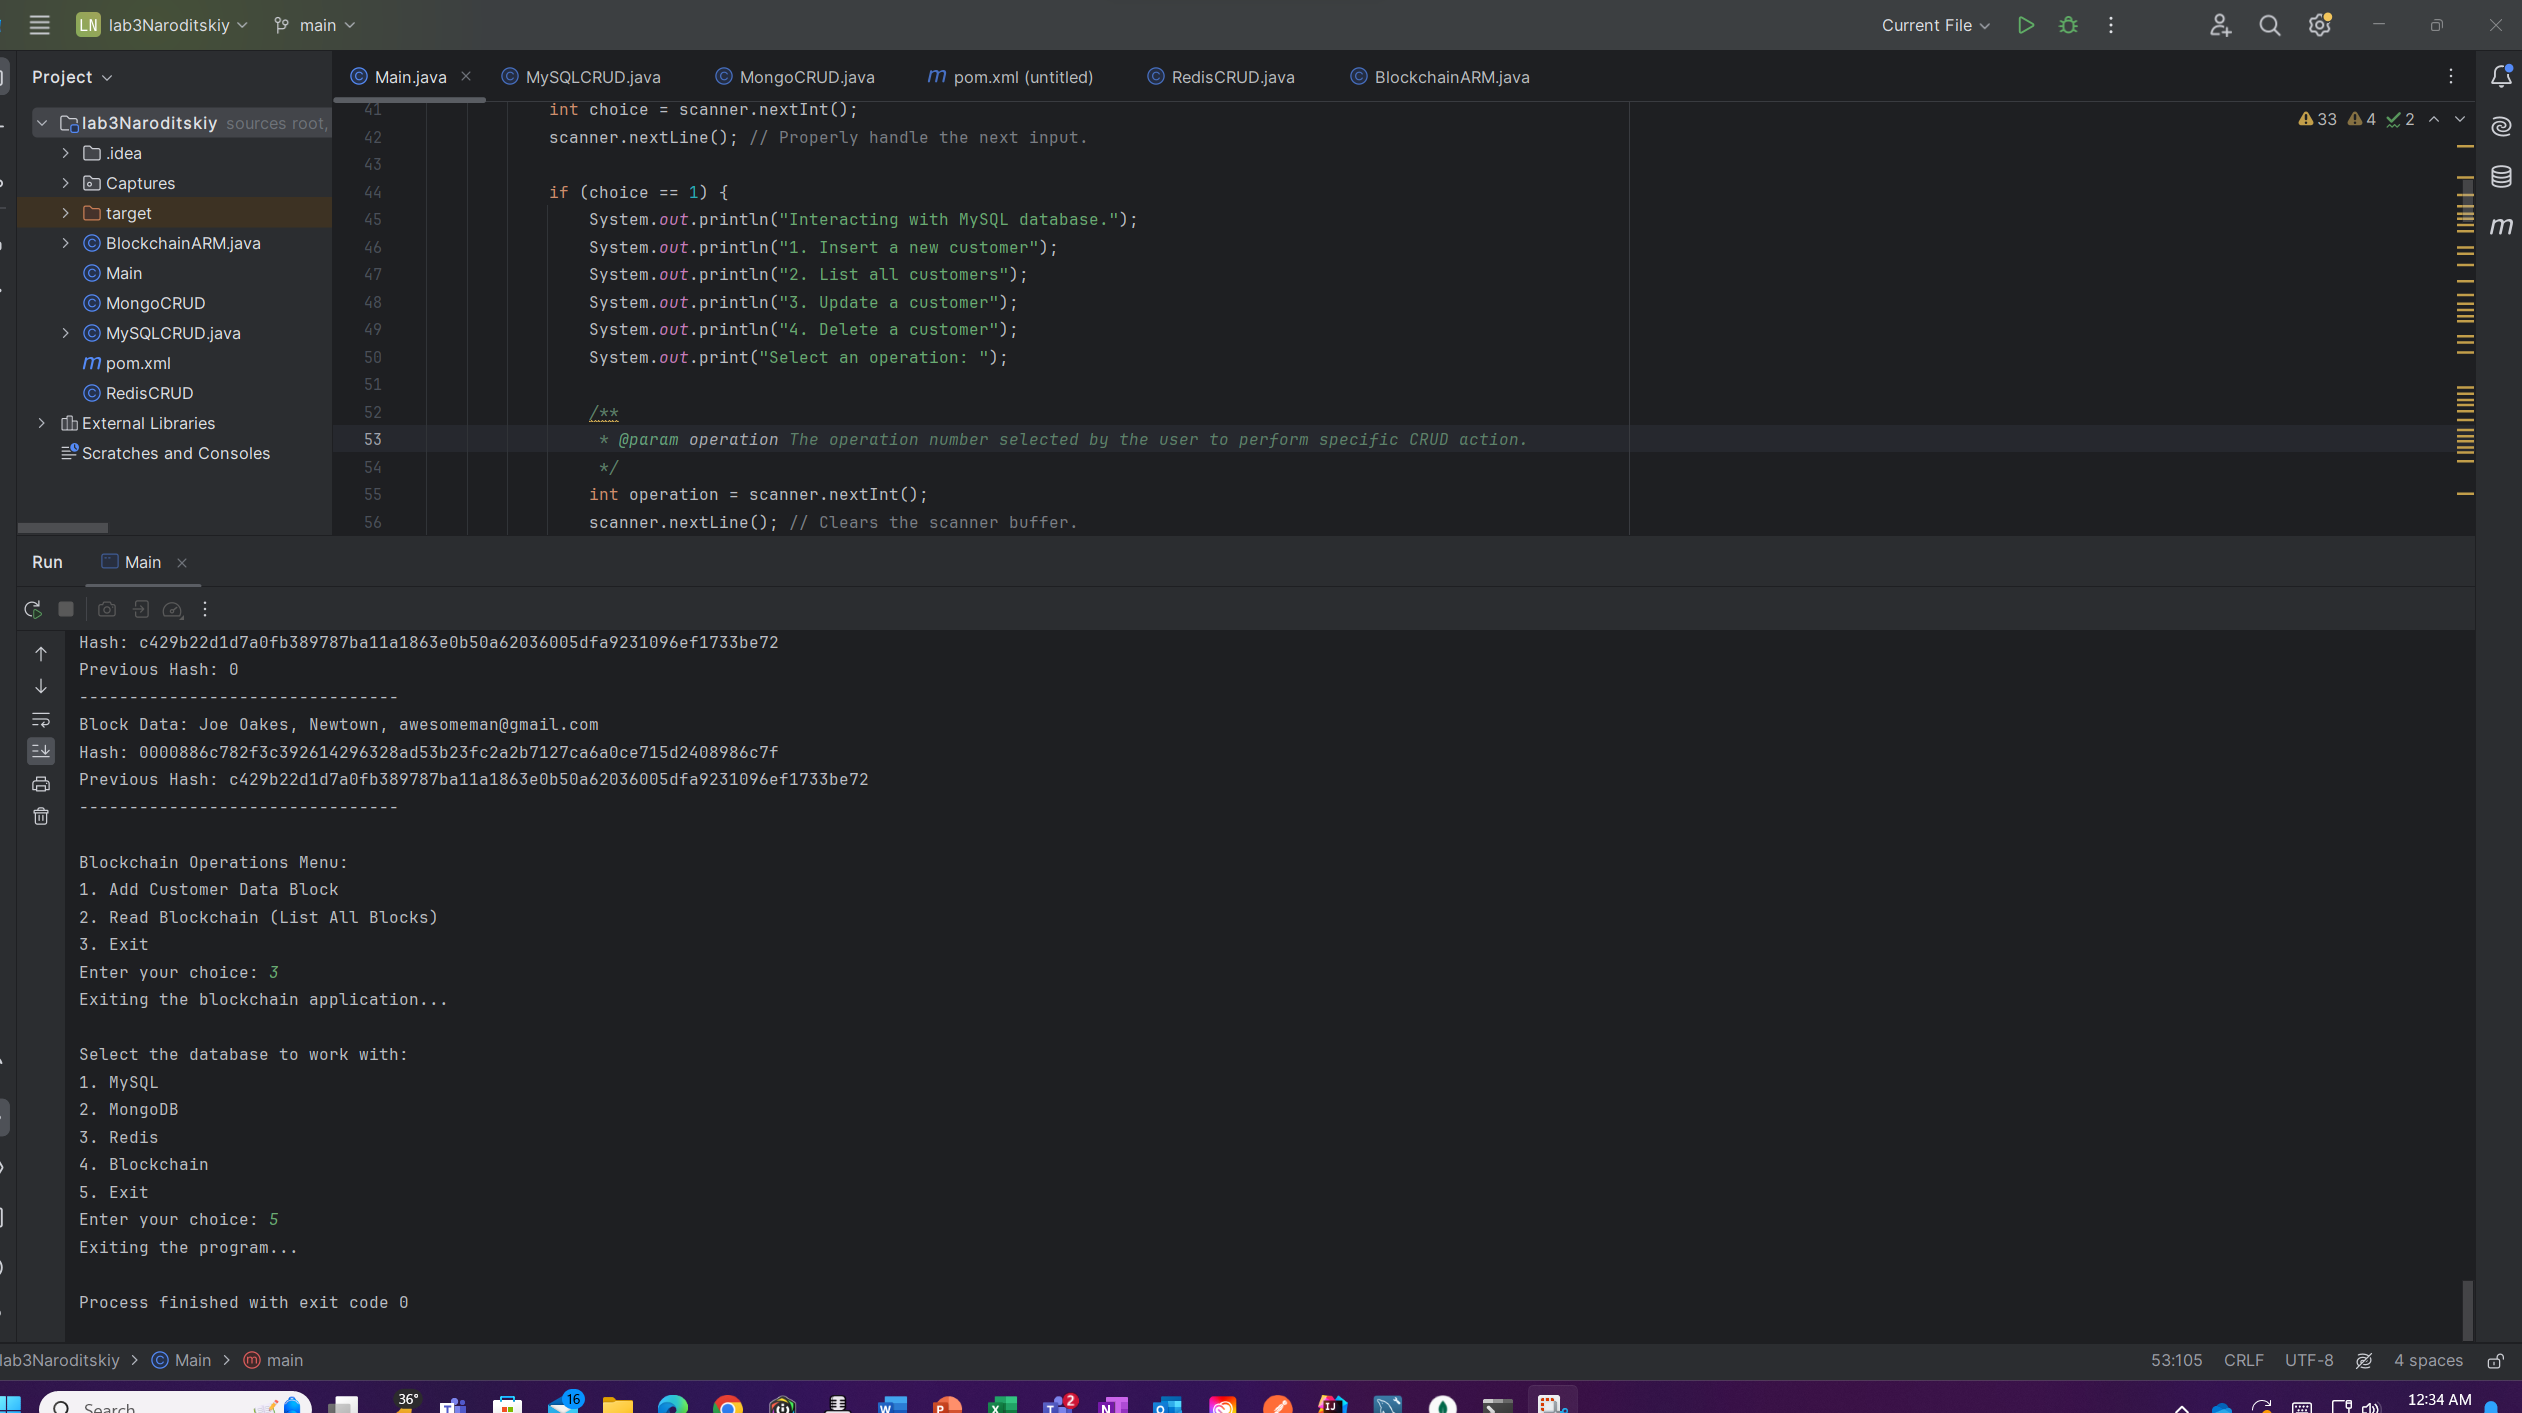 LN lab3Naroditskiy main Current File
Project
Main.java MySQLCRUD.java MongoCRUD.java pom.xml (untitled) RedisCRUD.java BlockchainARM.java
lab3Naroditskiy sources root,
.idea
Captures
target
BlockchainARM.java
Main
MongoCRUD
MySQLCRUD.java
pom.xml
RedisCRUD
External Libraries
Scratches and Consoles
33 4 2
41 int choice = scanner.nextInt();
42 scanner.nextLine(); // Properly handle the next input.
43
44 if (choice == 1) {
45 System.out.println("Interacting with MySQL database.");
46 System.out.println("1. Insert a new customer");
47 System.out.println("2. List all customers");
48 System.out.println("3. Update a customer");
49 System.out.println("4. Delete a customer");
50 System.out.print("Select an operation: ");
51
52 /**
53 * @param operation The operation number selected by the user to perform specific CRUD action.
54 */
55 int operation = scanner.nextInt();
56 scanner.nextLine(); // Clears the scanner buffer.
Run Main
Hash: c429b22d1d7a0fb389787ba11a1863e0b50a62036005dfa9231096ef1733be72
Previous Hash: 0
--------------------------------
Block Data: Joe Oakes, Newtown, awesomeman@gmail.com
Hash: 0000886c782f3c392614296328ad53b23fc2a2b7127ca6a0ce715d2408986c7f
Previous Hash: c429b22d1d7a0fb389787ba11a1863e0b50a62036005dfa9231096ef1733be72
--------------------------------
Blockchain Operations Menu:
1. Add Customer Data Block
2. Read Blockchain (List All Blocks)
3. Exit
Enter your choice: 3
Exiting the blockchain application...
Select the database to work with:
1. MySQL
2. MongoDB
3. Redis
4. Blockchain
5. Exit
Enter your choice: 5
Exiting the program...
Process finished with exit code 0
lab3Naroditskiy Main main 53:105 CRLF UTF-8 4 spaces
Search 36° 16 2 12:34 AM